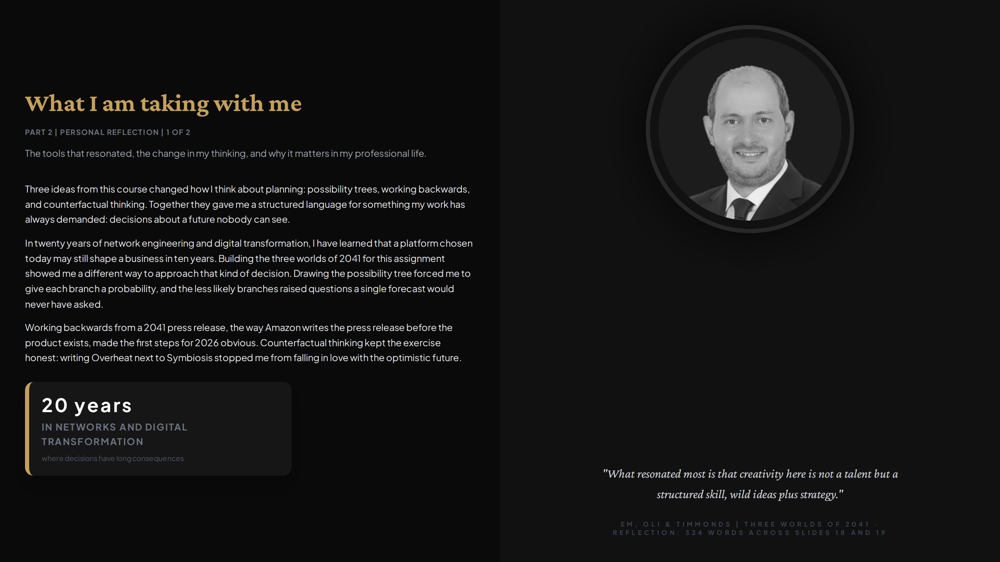 What I am taking with me
PART 2 | PERSONAL REFLECTION | 1 OF 2
The tools that resonated, the change in my thinking, and why it matters in my professional life.
Three ideas from this course changed how I think about planning: possibility trees, working backwards,
and counterfactual thinking. Together they gave me a structured language for something my work has
always demanded: decisions about a future nobody can see.
In twenty years of network engineering and digital transformation, I have learned that a platform chosen
today may still shape a business in ten years. Building the three worlds of 2041 for this assignment
showed me a different way to approach that kind of decision. Drawing the possibility tree forced me to
give each branch a probability, and the less likely branches raised questions a single forecast would
never have asked.
Working backwards from a 2041 press release, the way Amazon writes the press release before the
product exists, made the first steps for 2026 obvious. Counterfactual thinking kept the exercise
honest: writing Overheat next to Symbiosis stopped me from falling in love with the optimistic future.
20 years
IN NETWORKS AND DIGITAL
TRANSFORMATION
where decisions have long consequences
"What resonated most is that creativity here is not a talent but a
structured skill, wild ideas plus strategy."
EM, OLI & TIMMONDS | THREE WORLDS OF 2041 ·
REFLECTION: 334 WORDS ACROSS SLIDES 18 AND 19